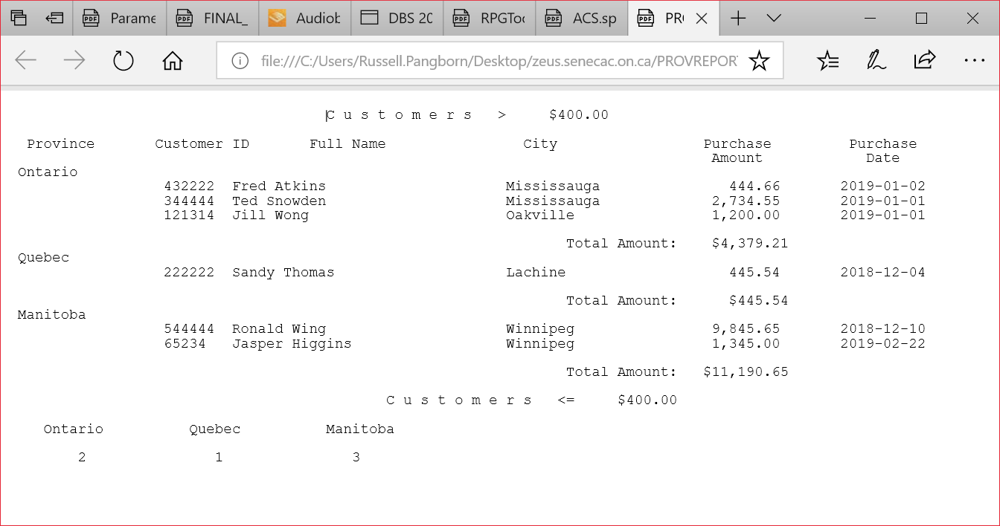 Parame FINAL_ Audiob DBS 20 RPGToo ACS.sp PR
file:///C:/Users/Russell.Pangborn/Desktop/zeus.senecac.on.ca/PROVREPOR
C u s t o m e r s > $400.00
Province Customer ID Full Name City Purchase Purchase
Amount Date
Ontario
432222 Fred Atkins Mississauga 444.66 2019-01-02
344444 Ted Snowden Mississauga 2,734.55 2019-01-01
121314 Jill Wong Oakville 1,200.00 2019-01-01
Total Amount: $4,379.21
Quebec
222222 Sandy Thomas Lachine 445.54 2018-12-04
Total Amount: $445.54
Manitoba
544444 Ronald Wing Winnipeg 9,845.65 2018-12-10
65234 Jasper Higgins Winnipeg 1,345.00 2019-02-22
Total Amount: $11,190.65
C u s t o m e r s <= $400.00
Ontario Quebec Manitoba
2 1 3